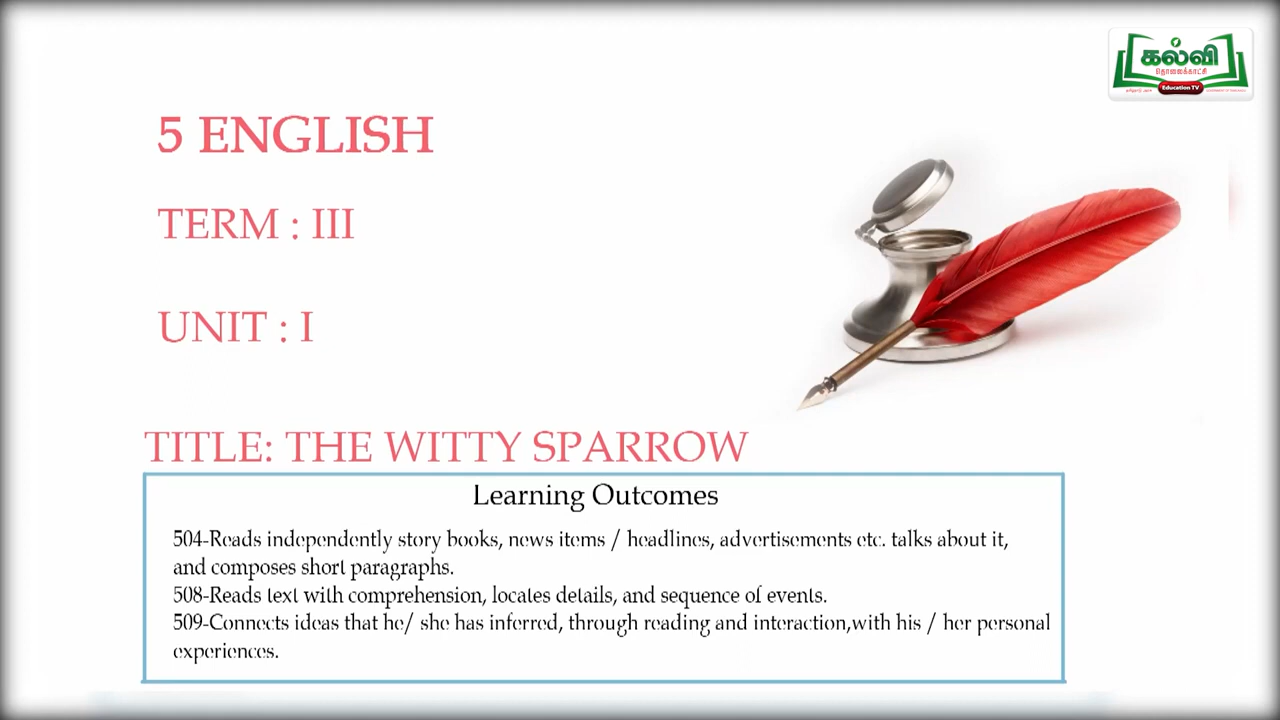 கல்வி
தொலைக்காட்சி
Education TV
5 ENGLISH
TERM : III
UNIT : I
TITLE: THE WITTY SPARROW
Learning Outcomes
504-Reads independently story books, news items / headlines, advertisements etc. talks about it,
and composes short paragraphs.
508-Reads text with comprehension, locates details, and sequence of events.
509-Connects ideas that he/ she has inferred, through reading and interaction,with his / her personal
experiences.